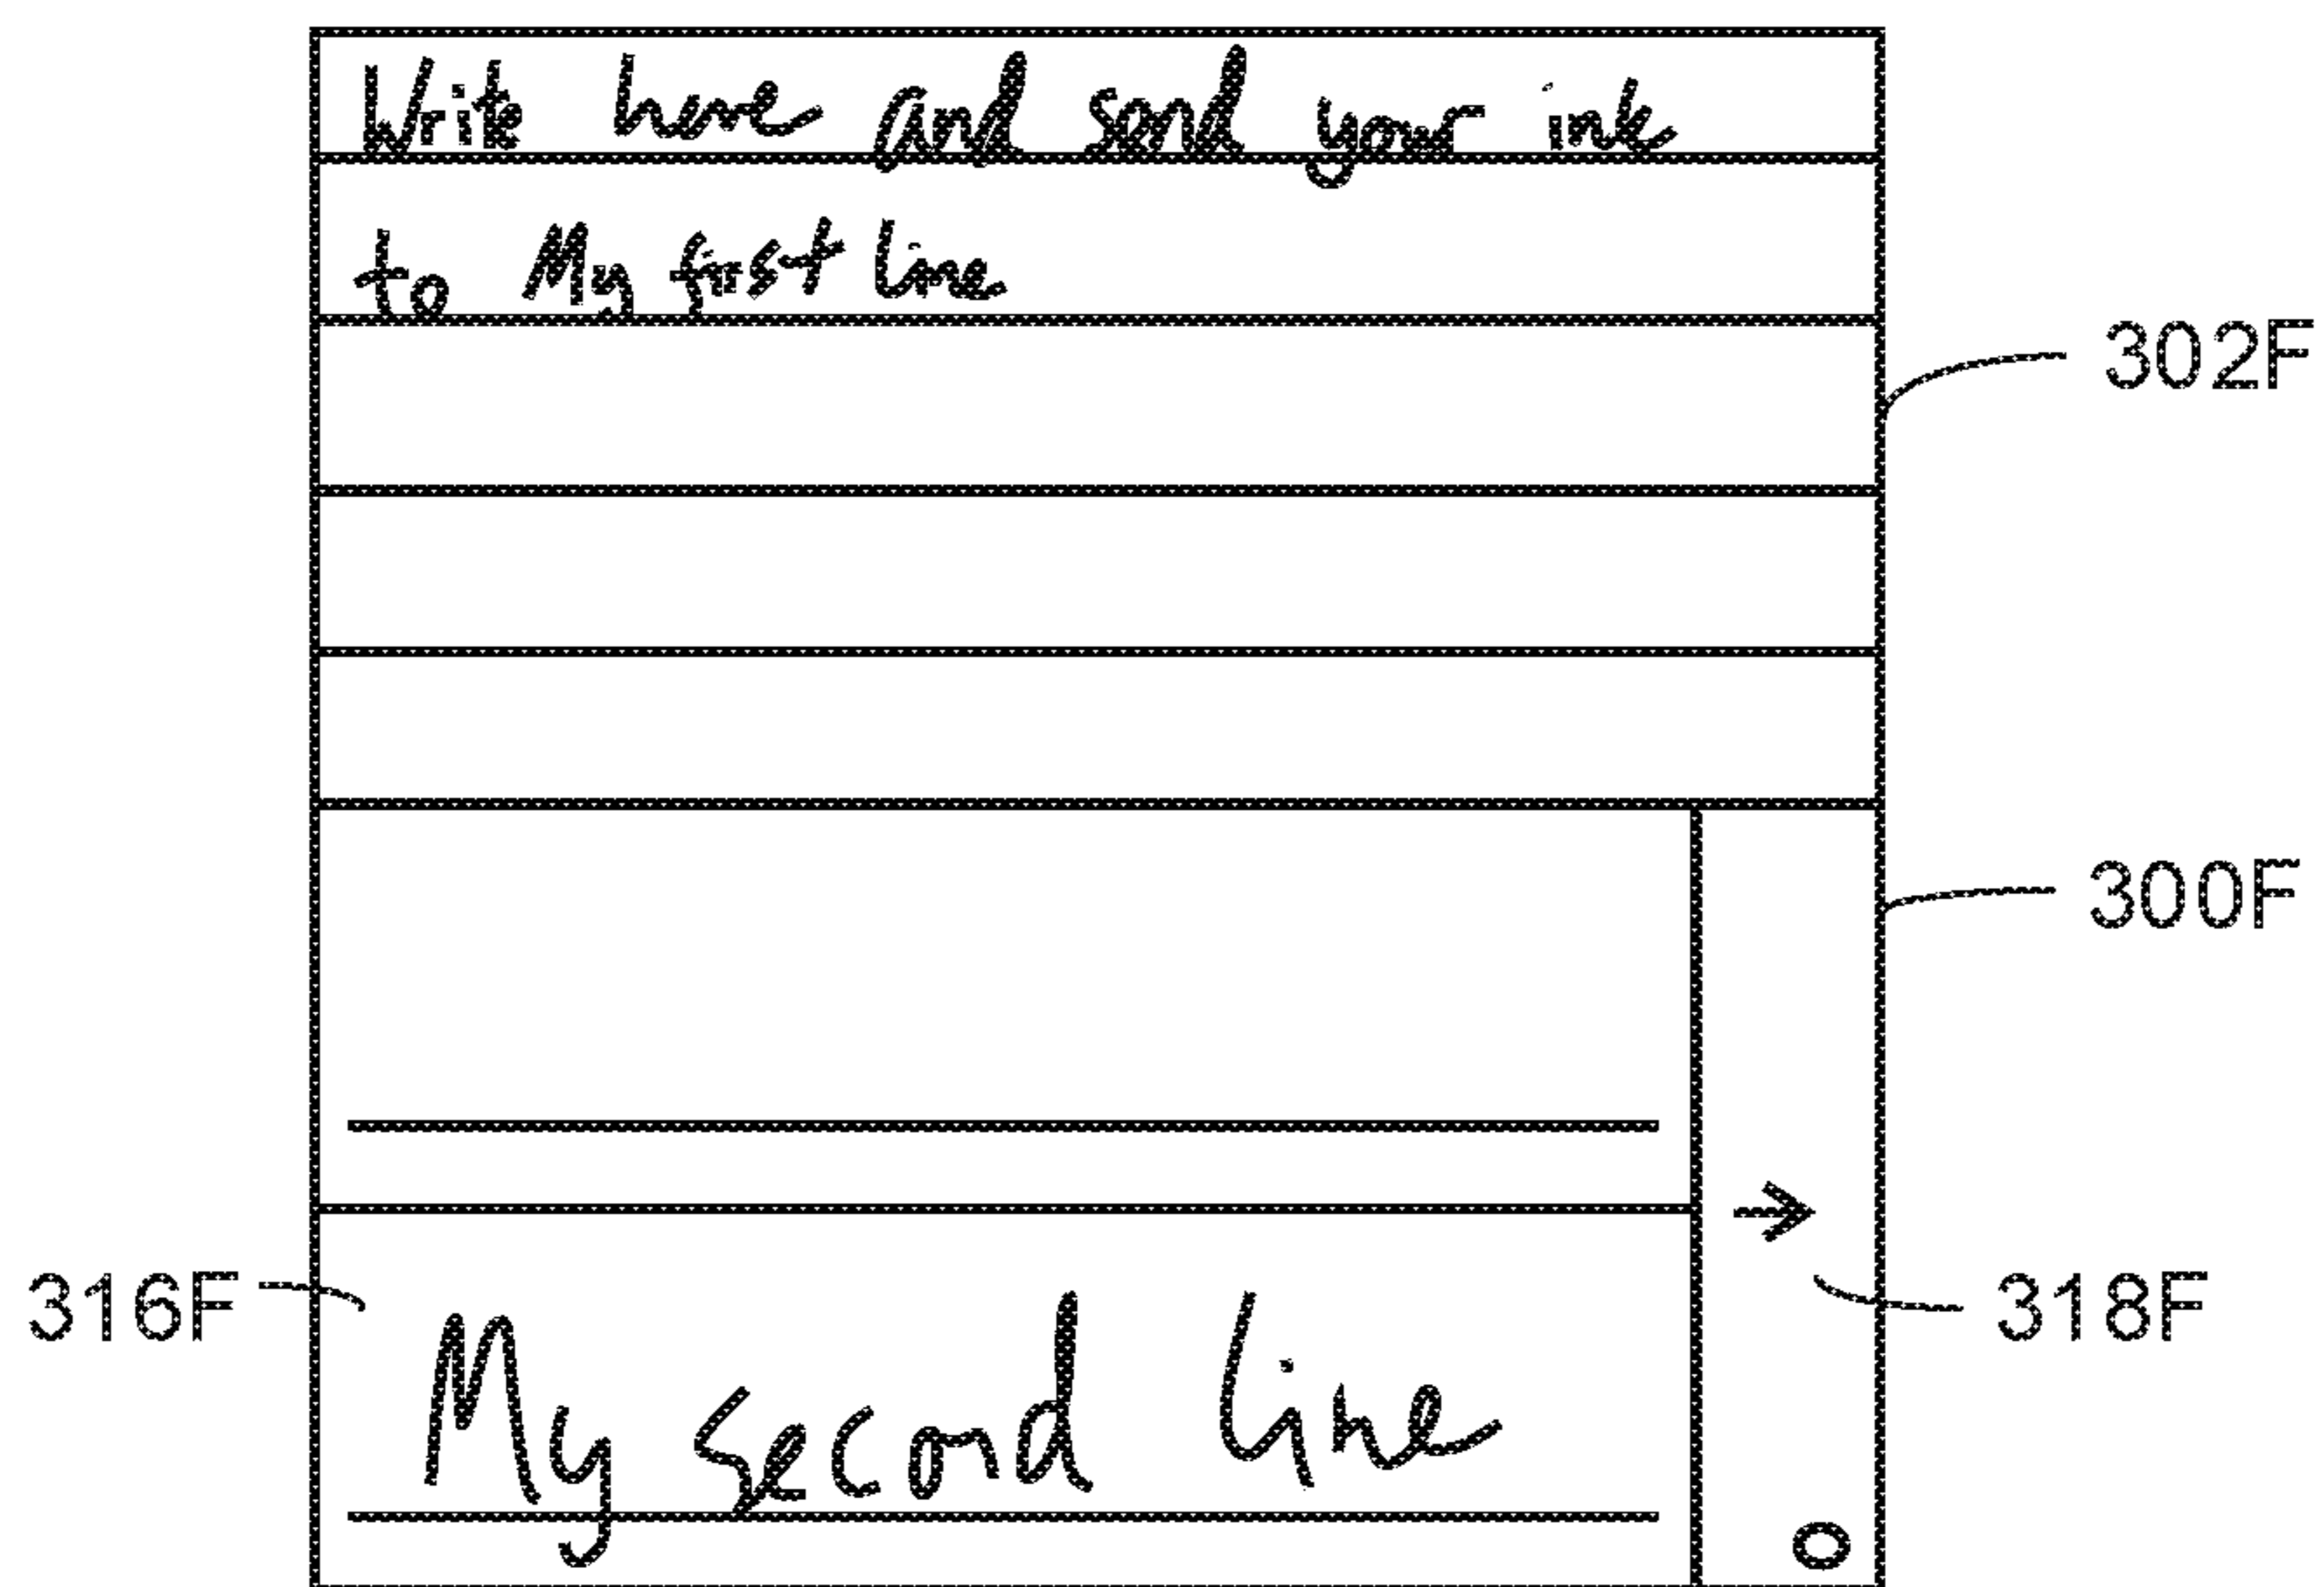 Write here and send your ink
to My first line
302F
300F
316F
318F
My second line